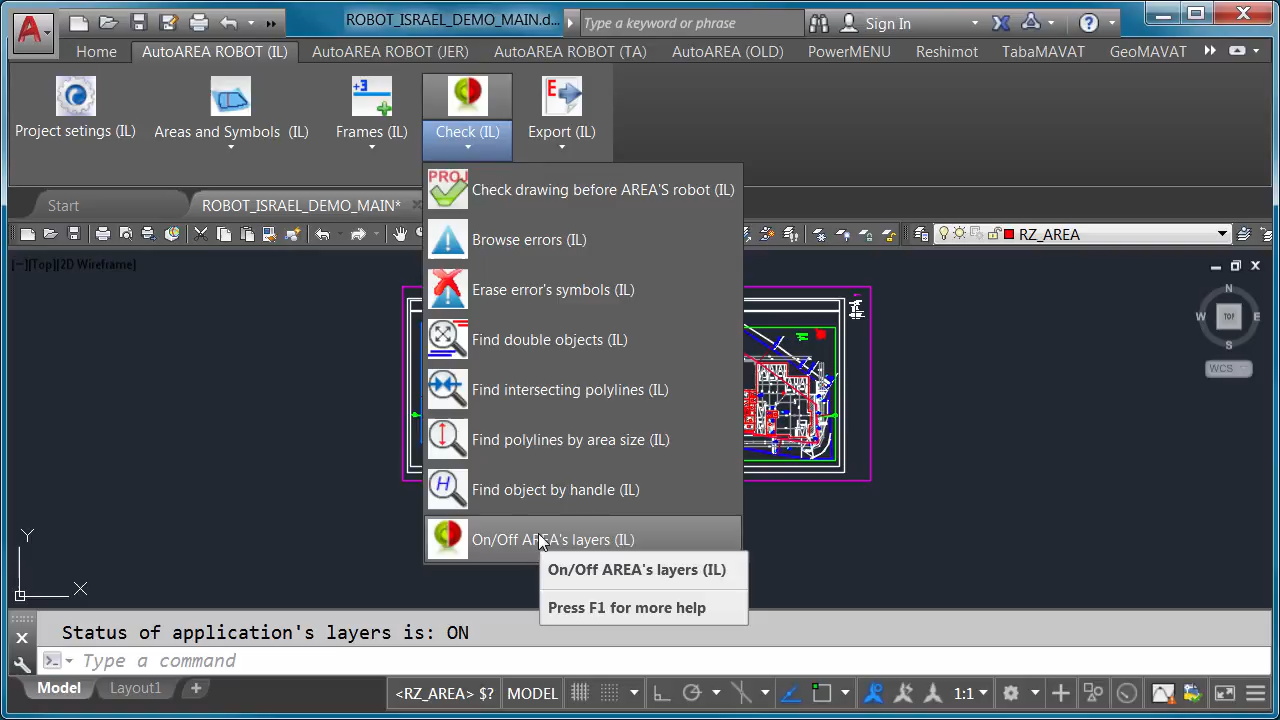 ROBOT_ISRAEL_DEMO_MAIN.d...
Type a keyword or phrase
Sign In
Home
AutoAREA ROBOT (IL)
AutoAREA ROBOT (JER)
AutoAREA ROBOT (TA)
AutoAREA (OLD)
PowerMENU
Reshimot
TabaMAVAT
GeoMAVAT
Project setings (IL)
Areas and Symbols (IL)
Frames (IL)
Check (IL)
Export (IL)
PROJ
Check drawing before AREA'S robot (IL)
Browse errors (IL)
Erase error's symbols (IL)
Find double objects (IL)
Find intersecting polylines (IL)
Find polylines by area size (IL)
H
Find object by handle (IL)
On/Off AREA's layers (IL)
On/Off AREA's layers (IL)
Press F1 for more help
Start
ROBOT_ISRAEL_DEMO_MAIN*
RZ_AREA
[−][Top][2D Wireframe]
N
W
TOP
E
S
WCS
Y
X
Status of application's layers is: ON
Type a command
Model
Layout1
+
<RZ_AREA> $?
MODEL
1:1